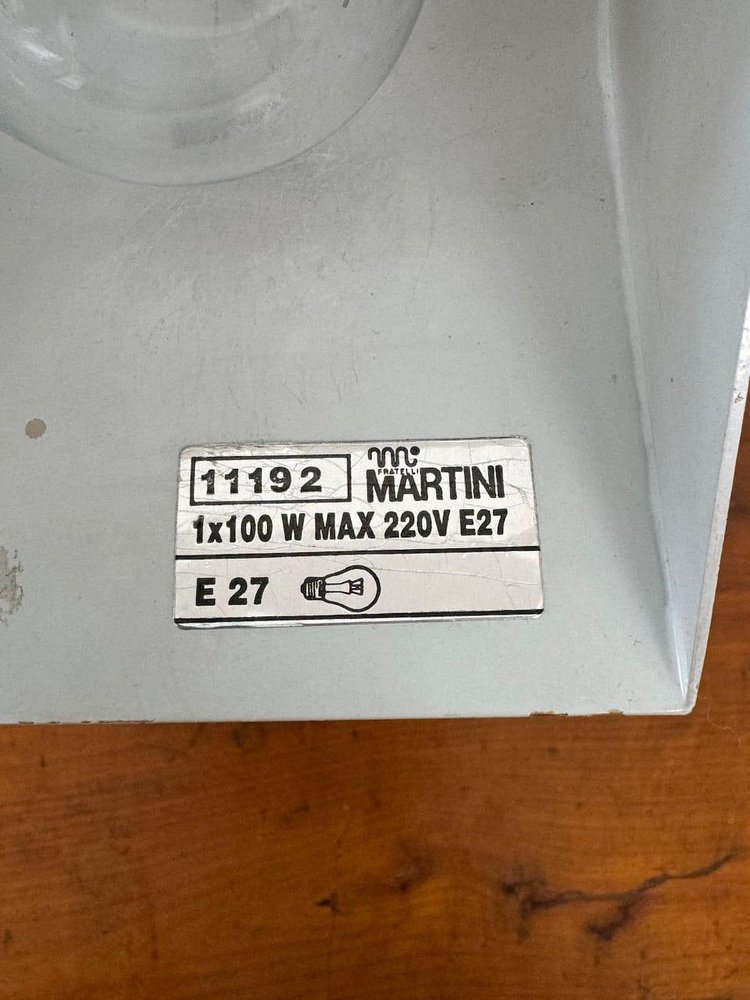 11192
FRATELLI
MARTINI
1x100 W MAX 220V E27
E 27